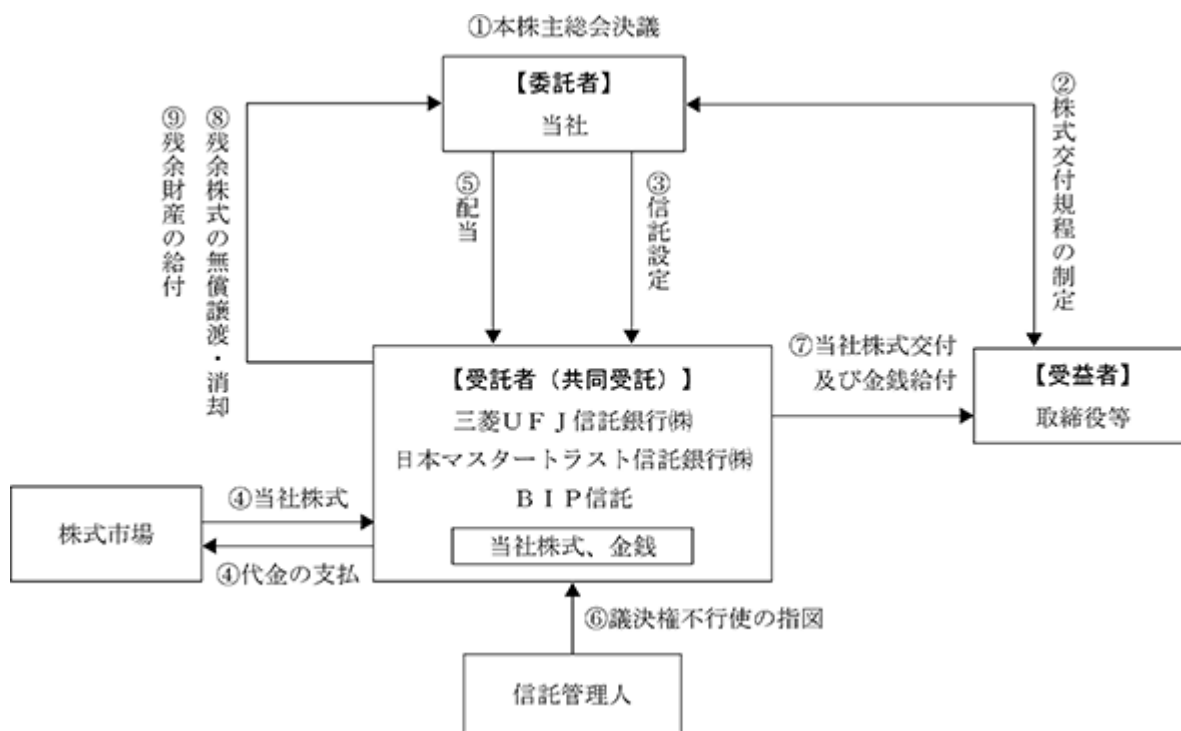 ①本株主総会決議
【委託者】
当社
⑨残余財産の給付
⑧残余株式の無償譲渡・消却
⑤配当
③信託設定
②株式交付規程の制定
【受託者（共同受託）】
三菱ＵＦＪ信託銀行㈱
日本マスタートラスト信託銀行㈱
ＢＩＰ信託
当社株式、金銭
⑦当社株式交付
及び金銭給付
【受益者】
取締役等
株式市場
④当社株式
④代金の支払
⑥議決権不行使の指図
信託管理人